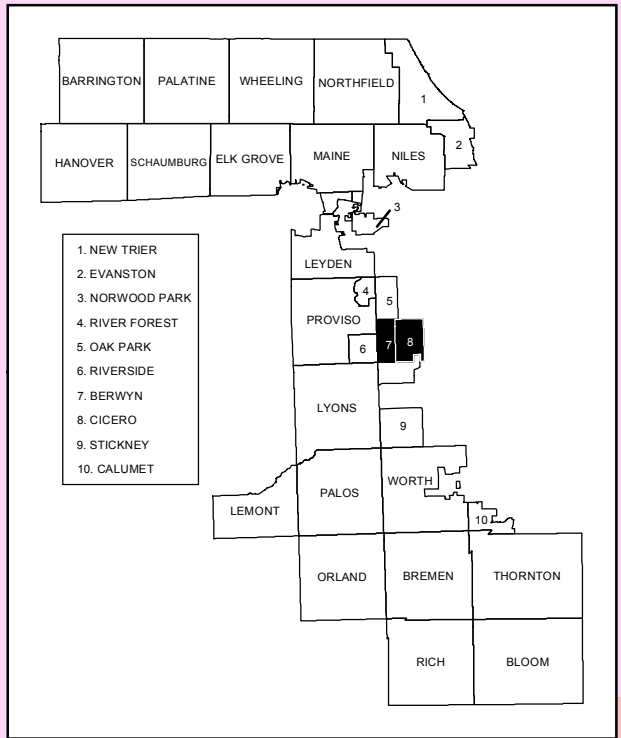 BARRINGTON PALATINE WHEELING NORTHFIELD
1
2
HANOVER SCHAUMBURG ELK GROVE MAINE NILES
3
1. NEW TRIER
2. EVANSTON
3. NORWOOD PARK
4. RIVER FOREST
5. OAK PARK
6. RIVERSIDE
7. BERWYN
8. CICERO
9. STICKNEY
10. CALUMET
LEYDEN
4
5
PROVISO
6
7
8
LYONS
9
WORTH
PALOS
LEMONT
10
ORLAND BREMEN THORNTON
RICH BLOOM